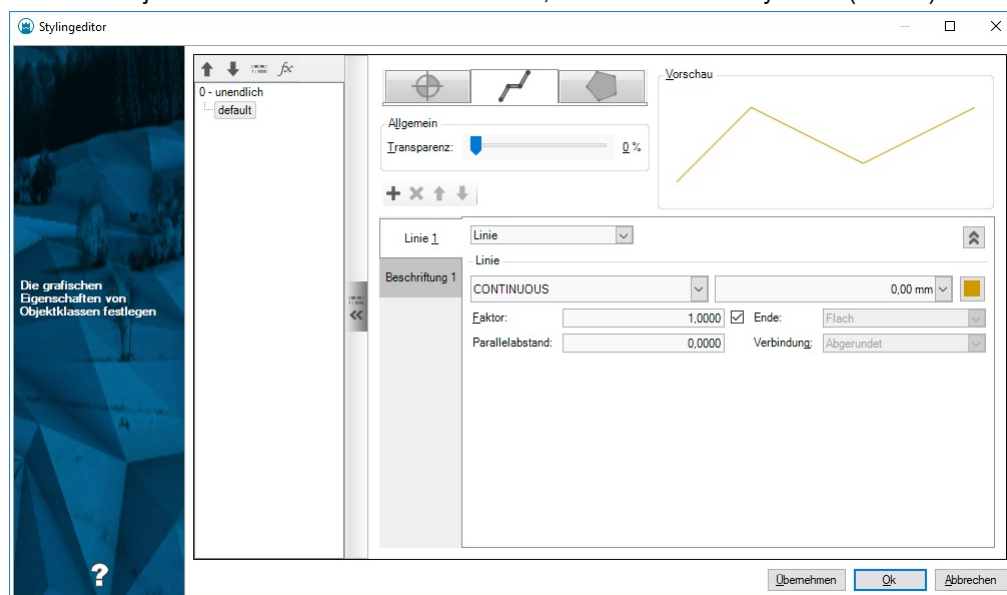 Stylingeditor
Die grafischen
Eigenschaften von
Objektklassen festlegen
?
fx
0 - unendlich
default
Allgemein
Transparenz: 0 %
Vorschau
Linie 1
Linie
Beschriftung 1
Linie
CONTINUOUS 0,00 mm
Faktor: 1,0000 Ende: Flach
Parallelabstand: 0,0000 Verbindung: Abgerundet
Übernehmen Ok Abbrechen